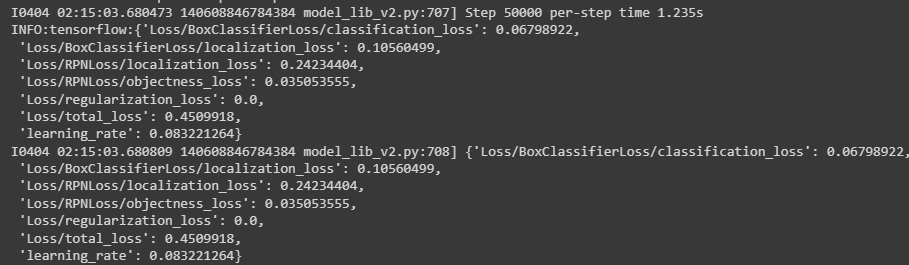 I0404 02:15:03.680473 140608846784384 model_lib_v2.py:707] Step 50000 per-step time 1.235s
INFO:tensorflow:{'Loss/BoxClassifierLoss/classification_loss': 0.06798922,
 'Loss/BoxClassifierLoss/localization_loss': 0.10560499,
 'Loss/RPNLoss/localization_loss': 0.24234404,
 'Loss/RPNLoss/objectness_loss': 0.035053555,
 'Loss/regularization_loss': 0.0,
 'Loss/total_loss': 0.4509918,
 'learning_rate': 0.083221264}
I0404 02:15:03.680809 140608846784384 model_lib_v2.py:708] {'Loss/BoxClassifierLoss/classification_loss': 0.06798922,
 'Loss/BoxClassifierLoss/localization_loss': 0.10560499,
 'Loss/RPNLoss/localization_loss': 0.24234404,
 'Loss/RPNLoss/objectness_loss': 0.035053555,
 'Loss/regularization_loss': 0.0,
 'Loss/total_loss': 0.4509918,
 'learning_rate': 0.083221264}